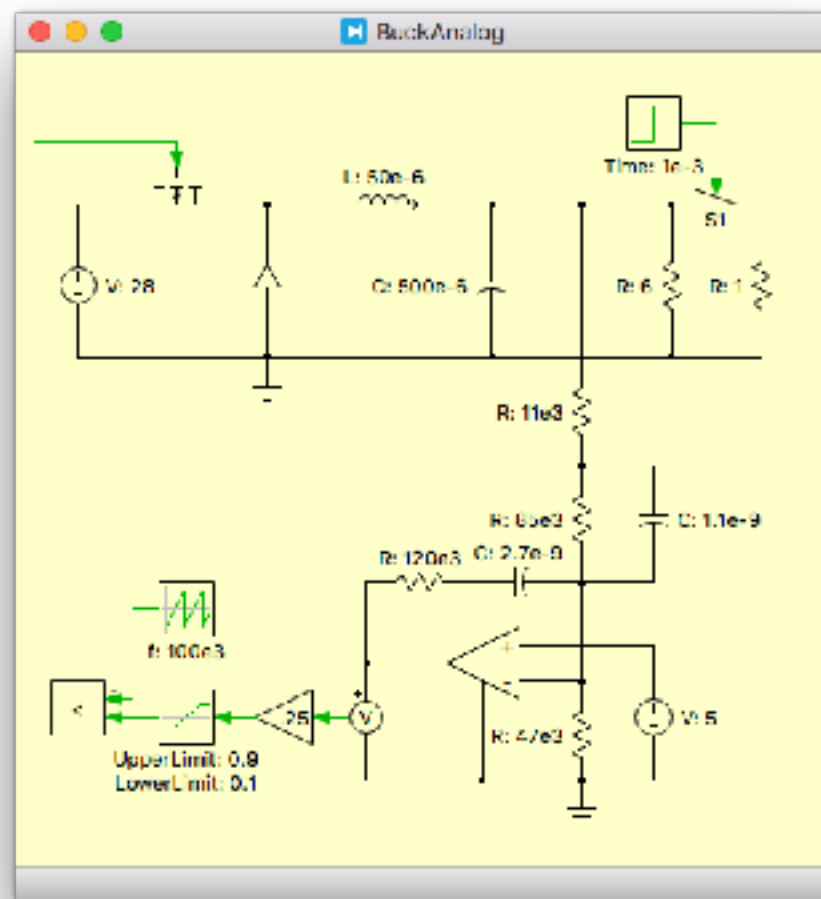 BuckAnalog
Time: 1e-3
L: 50e-6
S1
V: 28
C: 500e-6
R: 6
R: 1
R: 11e3
R: 85e3
C: 1.1e-9
R: 120e3
C: 2.7e-9
f: 100e3
+
-
<
25
V
V: 5
R: 47e3
UpperLimit: 0.9
LowerLimit: 0.1